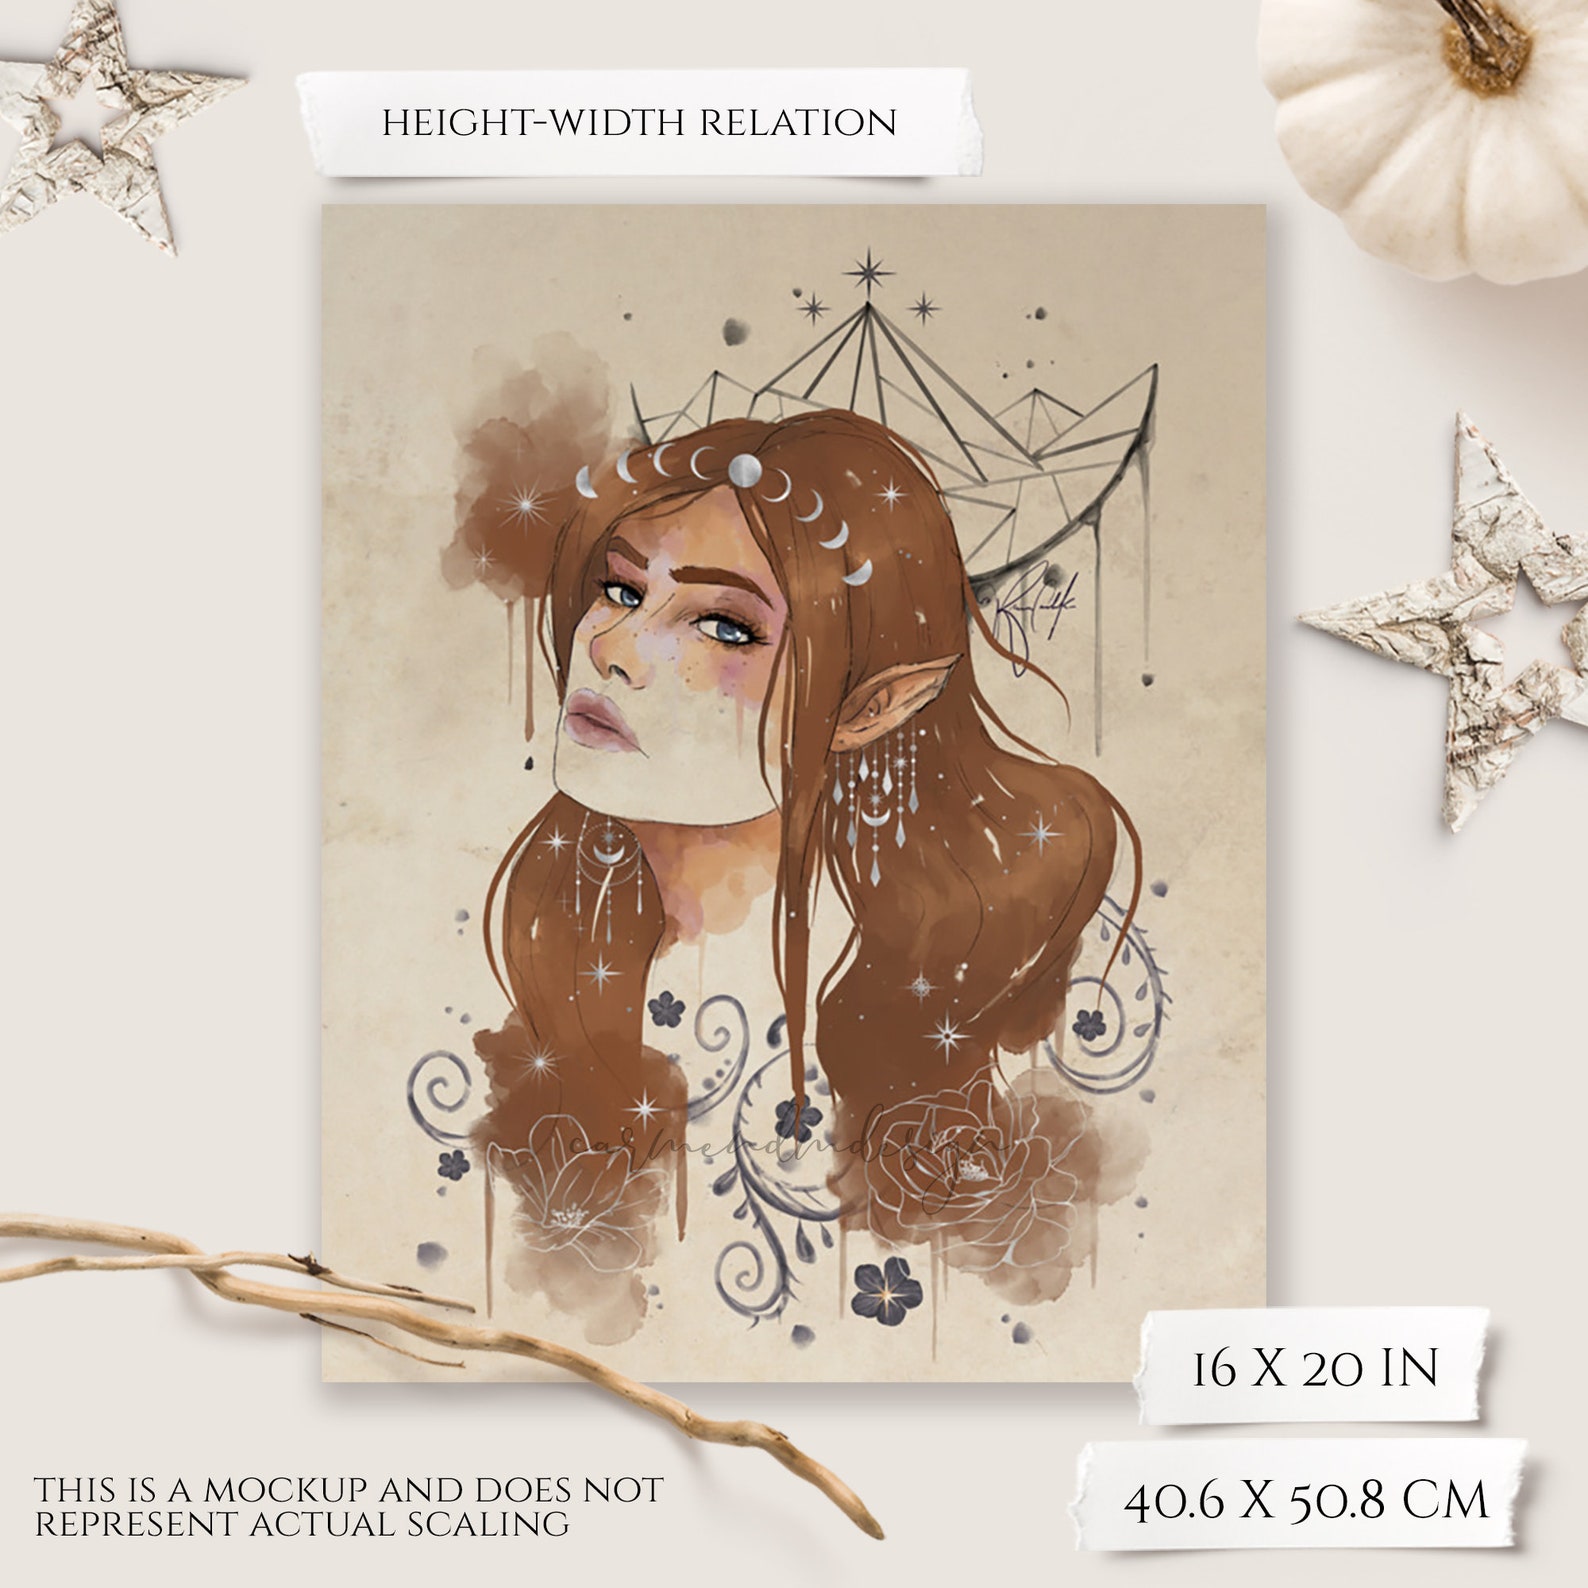 HEIGHT-WIDTH RELATION
carmendmdesign
16 X 20 IN
40.6 X 50.8 CM
THIS IS A MOCKUP AND DOES NOT
REPRESENT ACTUAL SCALING